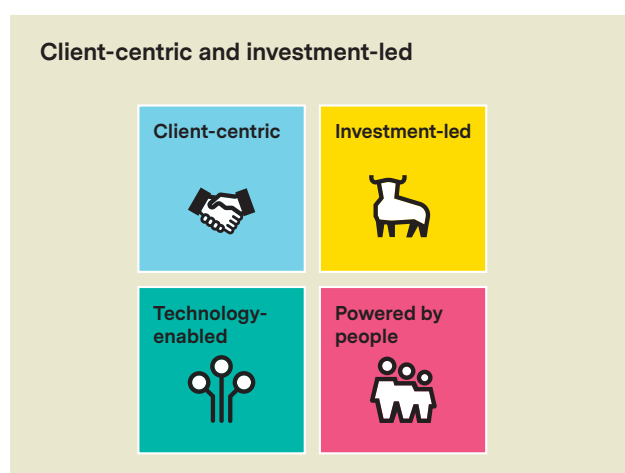 Client-centric and investment-led
Client-centric
Investment-led
Technology-
enabled
Powered by
people